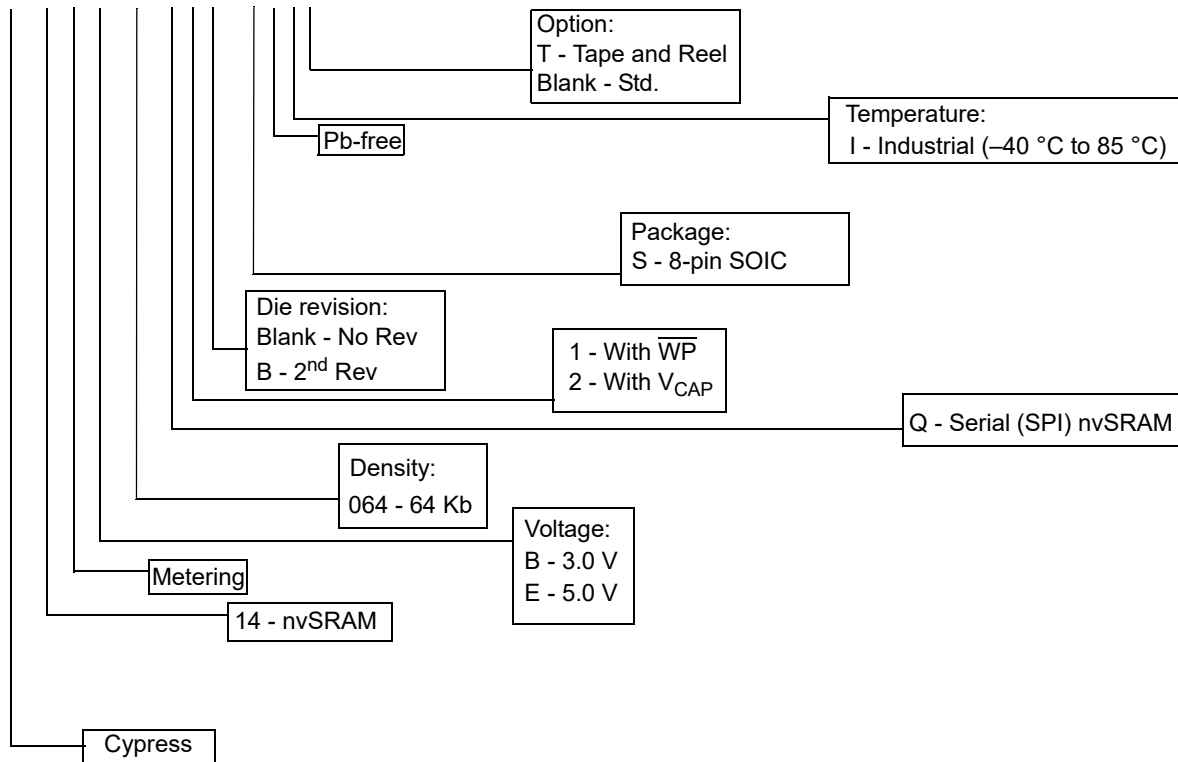 Option:
T - Tape and Reel
Blank - Std.
Temperature:
I - Industrial (–40 °C to 85 °C)
Pb-free
Package:
S - 8-pin SOIC
Die revision:
Blank - No Rev
B - 2nd Rev
1 - With W̅P̅
2 - With VCAP
Q - Serial (SPI) nvSRAM
Density:
064 - 64 Kb
Voltage:
B - 3.0 V
E - 5.0 V
Metering
14 - nvSRAM
Cypress